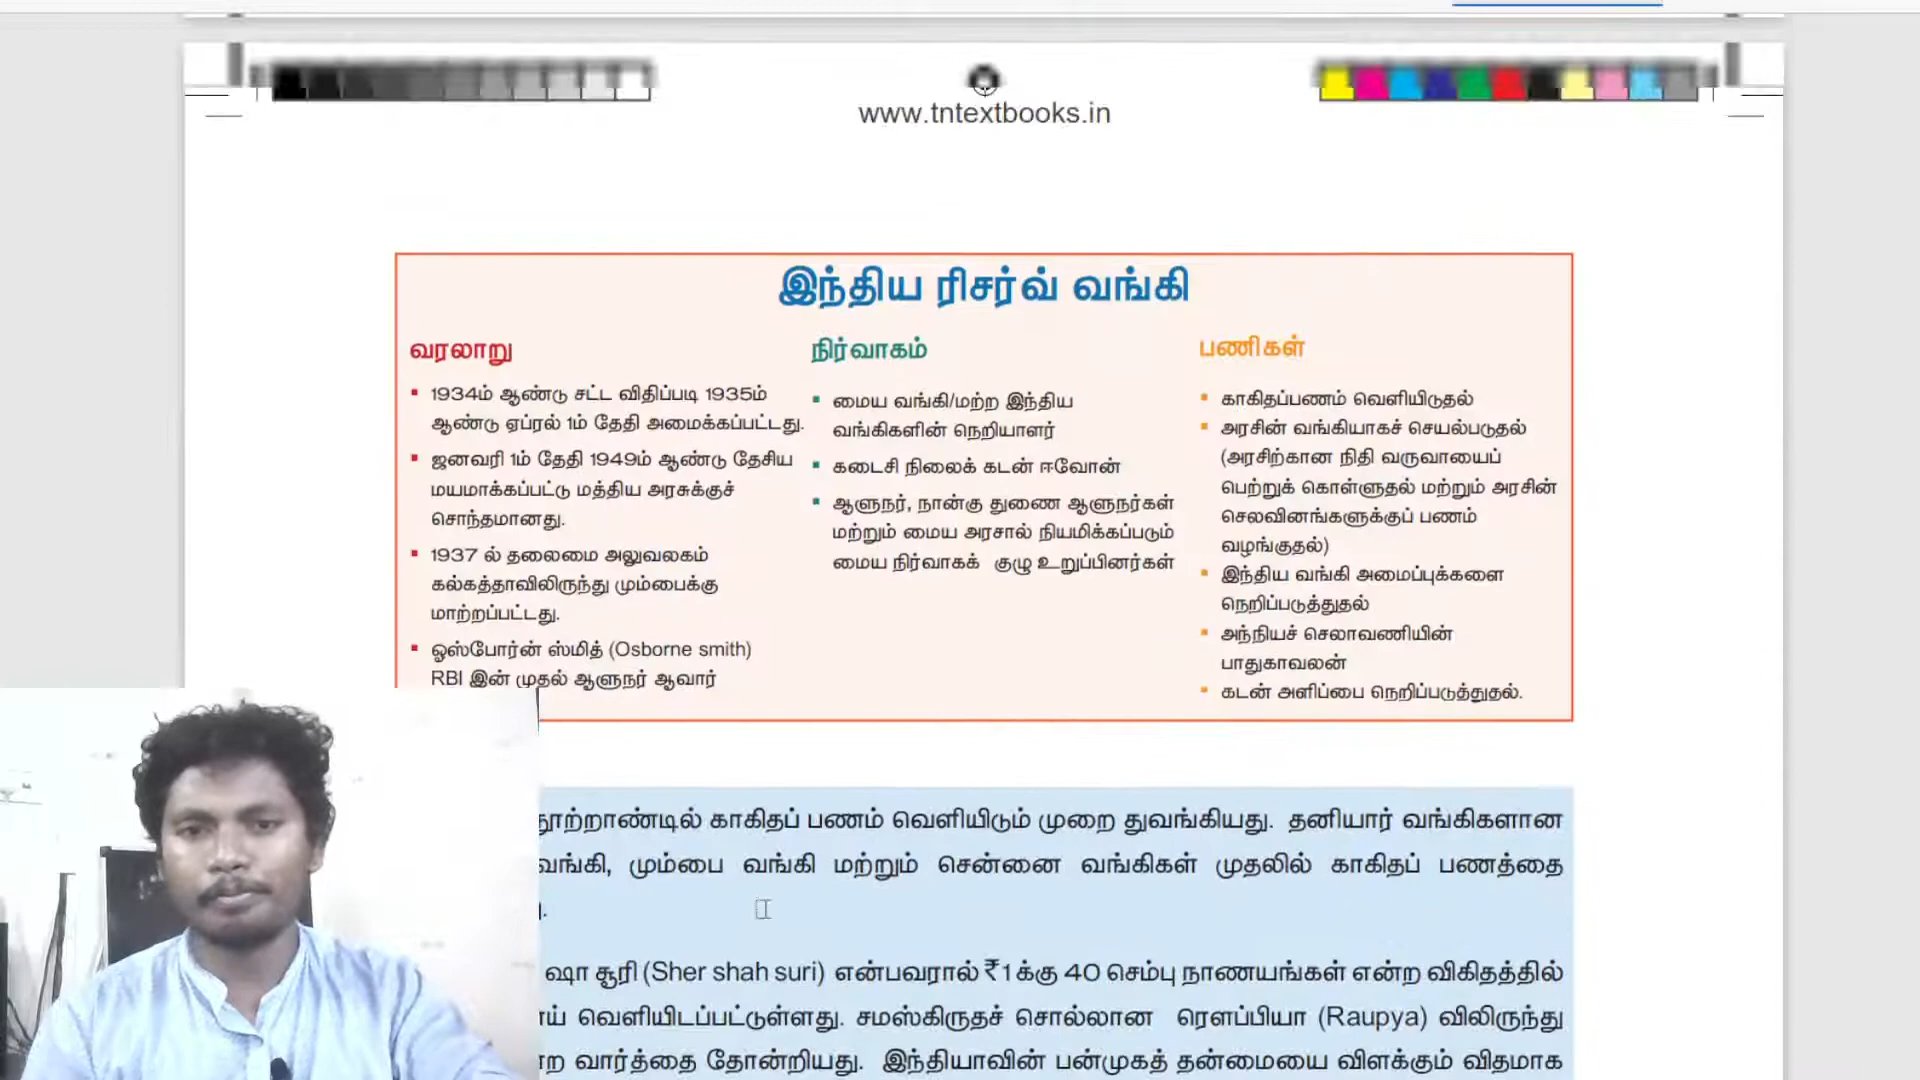 www.tntextbooks.in
இந்திய ரிசர்வ் வங்கி
வரலாறு
1934ம் ஆண்டு சட்ட விதிப்படி 1935ம்
ஆண்டு ஏப்ரல் 1ம் தேதி அமைக்கப்பட்டது.
ஜனவரி 1ம் தேதி 1949ம் ஆண்டு தேசிய
மயமாக்கப்பட்டு மத்திய அரசுக்குச்
சொந்தமானது.
1937 ல் தலைமை அலுவலகம்
கல்கத்தாவிலிருந்து மும்பைக்கு
மாற்றப்பட்டது.
ஓஸ்போர்ன் ஸ்மித் (Osborne smith)
RBI இன் முதல் ஆளுநர் ஆவார்
நிர்வாகம்
மைய வங்கி/மற்ற இந்திய
வங்கிகளின் நெறியாளர்
கடைசி நிலைக் கடன் ஈவோன்
ஆளுநர், நான்கு துணை ஆளுநர்கள்
மற்றும் மைய அரசால் நியமிக்கப்படும்
மைய நிர்வாகக் குழு உறுப்பினர்கள்
பணிகள்
காகிதப்பணம் வெளியிடுதல்
அரசின் வங்கியாகச் செயல்படுதல்
(அரசிற்கான நிதி வருவாயைப்
பெற்றுக் கொள்ளுதல் மற்றும் அரசின்
செலவினங்களுக்குப் பணம்
வழங்குதல்)
இந்திய வங்கி அமைப்புக்களை
நெறிப்படுத்துதல்
அந்நியச் செலாவணியின்
பாதுகாவலன்
கடன் அளிப்பை நெறிப்படுத்துதல்.
நூற்றாண்டில் காகிதப் பணம் வெளியிடும் முறை துவங்கியது. தனியார் வங்கிகளான
வங்கி, மும்பை வங்கி மற்றும் சென்னை வங்கிகள் முதலில் காகிதப் பணத்தை
ஷா சூரி (Sher shah suri) என்பவரால் ₹1க்கு 40 செம்பு நாணயங்கள் என்ற விகிதத்தில்
வெளியிடப்பட்டுள்ளது. சமஸ்கிருதச் சொல்லான ரௌப்பியா (Raupya) விலிருந்து
வார்த்தை தோன்றியது. இந்தியாவின் பன்முகத் தன்மையை விளக்கும் விதமாக